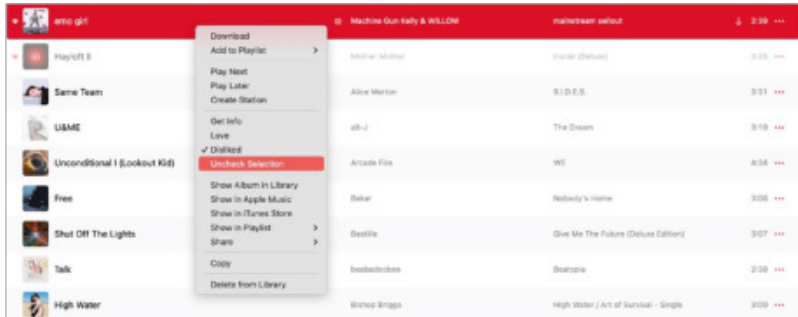 emo girl Machine Gun Kelly & WILLOW mainstream sellout 2:39
Download
Add to Playlist
Hayloft II Mother Mother Inside (Deluxe)
Play Next
Play Later
Same Team Alice Merton S.I.D.E.S. 3:31
Create Station
Get Info
U&ME alt-J The Dream 3:19
Love
✓ Disliked
Unconditional I (Lookout Kid) Arcade Fire WE 4:34
Uncheck Selection
Show Album in Library
Free Bakar Nobody's Home 3:08
Show in Apple Music
Show in iTunes Store
Show in Playlist
Shut Off The Lights Bastille Give Me The Future (Deluxe Edition) 3:07
Share
Copy
Talk beabadoobee Beatopia 2:38
Delete from Library
High Water Bishop Briggs High Water / Art of Survival - Single 3:09